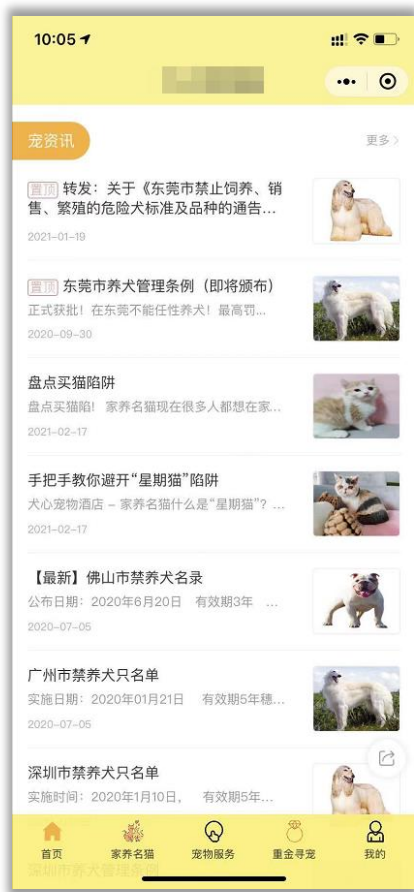 10:05
宠资讯
更多
置顶 转发：关于《东莞市禁止饲养、销
售、繁殖的危险犬标准及品种的通告...
2021-01-19
置顶 东莞市养犬管理条例（即将颁布）
正式获批！在东莞不能任性养犬！最高罚...
2020-09-30
盘点买猫陷阱
盘点买猫陷！家养名猫现在很多人都想在家...
2021-02-17
手把手教你避开“星期猫”陷阱
犬心宠物酒店 – 家养名猫什么是“星期猫”？...
2021-02-17
【最新】佛山市禁养犬名录
公布日期：2020年6月20日 有效期3年 ...
2020-07-05
广州市禁养犬只名单
实施日期：2020年01月21日 有效期5年穗...
2020-07-05
深圳市禁养犬只名单
实施时间：2020年1月10日， 有效期5年...
首页
家养名猫
宠物服务
重金寻宠
我的
深圳市养犬管理条例